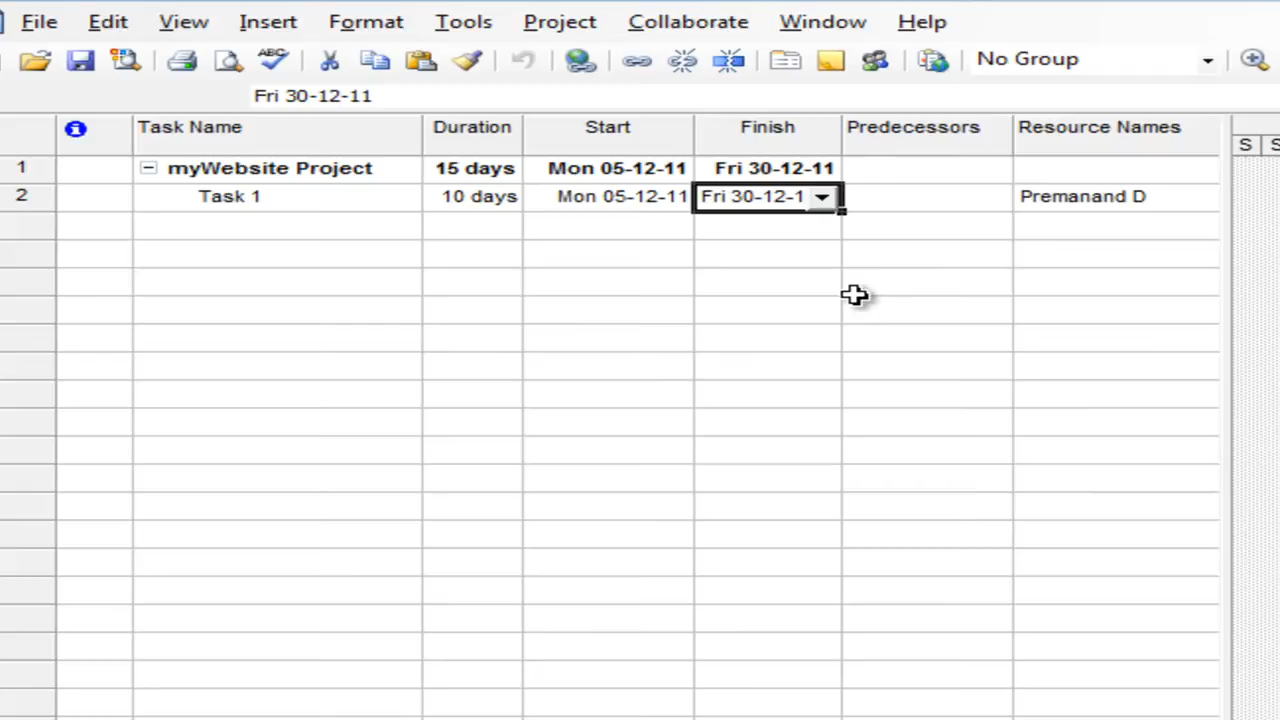 File Edit View Insert Format Tools Project Collaborate Window Help
ABC No Group
Fri 30-12-11
Task Name Duration Start Finish Predecessors Resource Names S S
1 myWebsite Project 15 days Mon 05-12-11 Fri 30-12-11
2 Task 1 10 days Mon 05-12-11 Fri 30-12-1 Premanand D